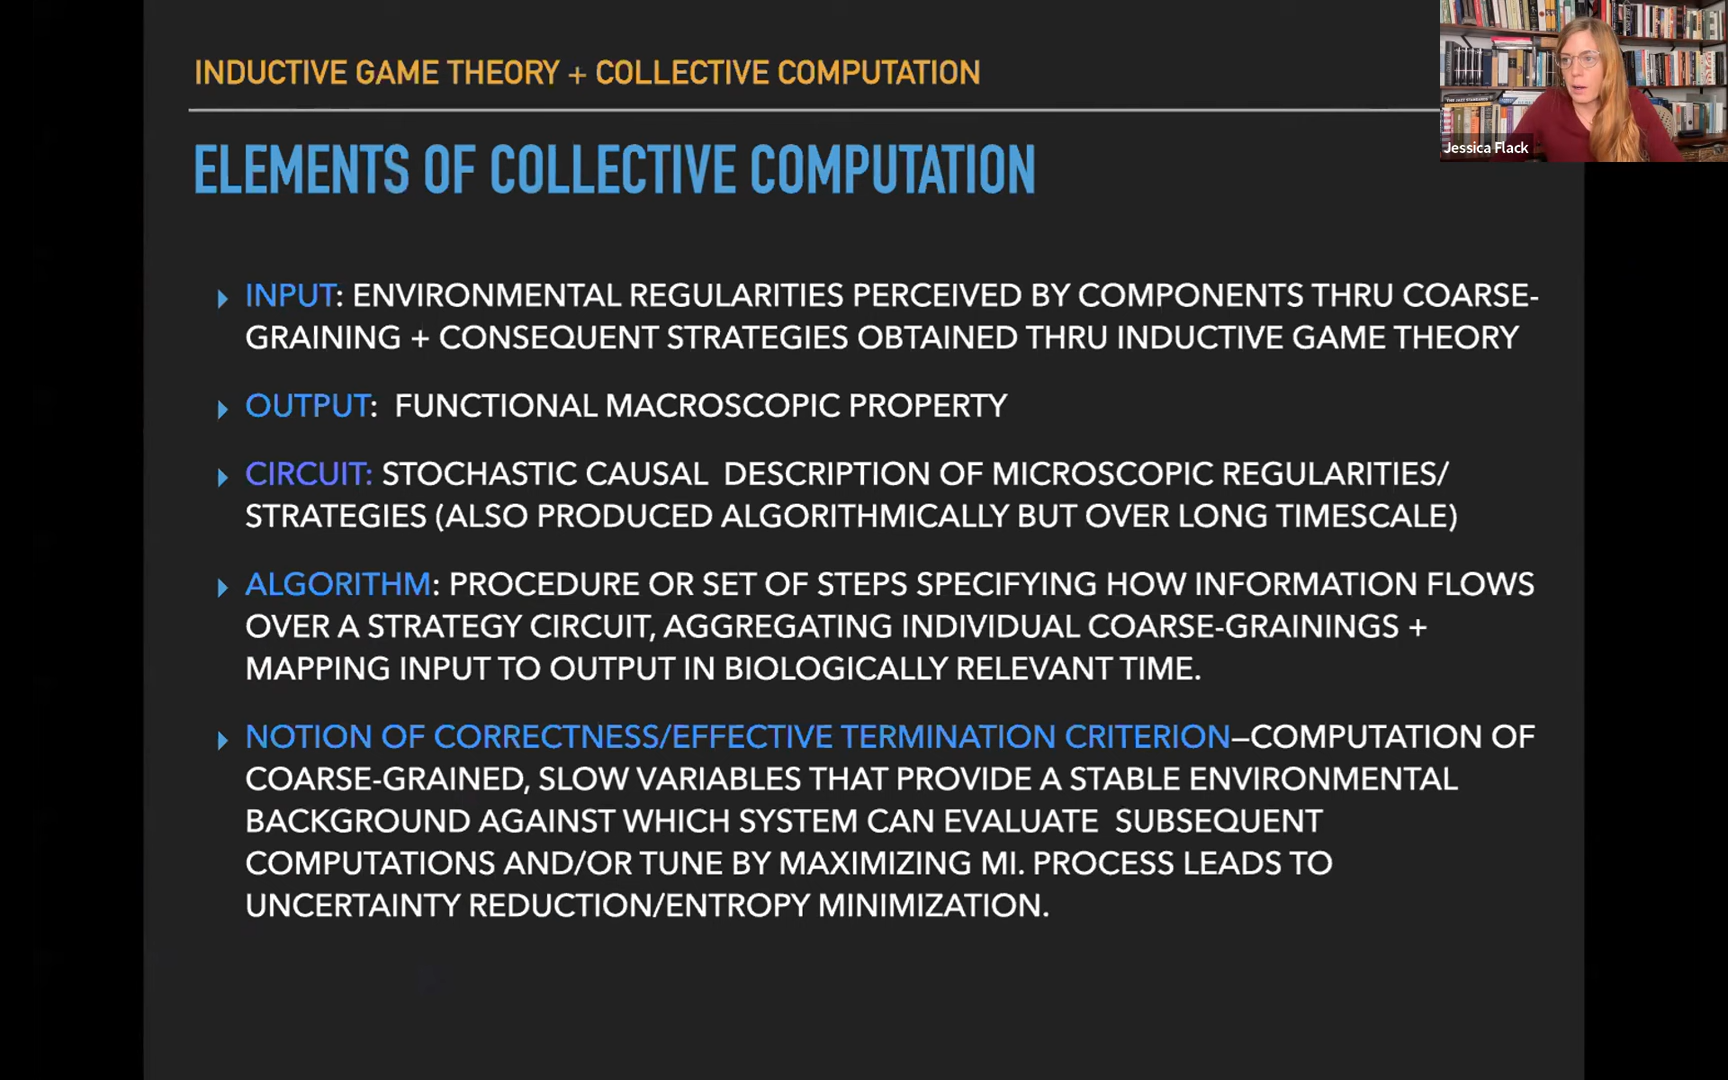 INDUCTIVE GAME THEORY + COLLECTIVE COMPUTATION
ELEMENTS OF COLLECTIVE COMPUTATION
INPUT: ENVIRONMENTAL REGULARITIES PERCEIVED BY COMPONENTS THRU COARSE-
GRAINING + CONSEQUENT STRATEGIES OBTAINED THRU INDUCTIVE GAME THEORY
OUTPUT: FUNCTIONAL MACROSCOPIC PROPERTY
CIRCUIT: STOCHASTIC CAUSAL DESCRIPTION OF MICROSCOPIC REGULARITIES/
STRATEGIES (ALSO PRODUCED ALGORITHMICALLY BUT OVER LONG TIMESCALE)
ALGORITHM: PROCEDURE OR SET OF STEPS SPECIFYING HOW INFORMATION FLOWS
OVER A STRATEGY CIRCUIT, AGGREGATING INDIVIDUAL COARSE-GRAININGS +
MAPPING INPUT TO OUTPUT IN BIOLOGICALLY RELEVANT TIME.
NOTION OF CORRECTNESS/EFFECTIVE TERMINATION CRITERION—COMPUTATION OF
COARSE-GRAINED, SLOW VARIABLES THAT PROVIDE A STABLE ENVIRONMENTAL
BACKGROUND AGAINST WHICH SYSTEM CAN EVALUATE SUBSEQUENT
COMPUTATIONS AND/OR TUNE BY MAXIMIZING MI. PROCESS LEADS TO
UNCERTAINTY REDUCTION/ENTROPY MINIMIZATION.
Jessica Flack